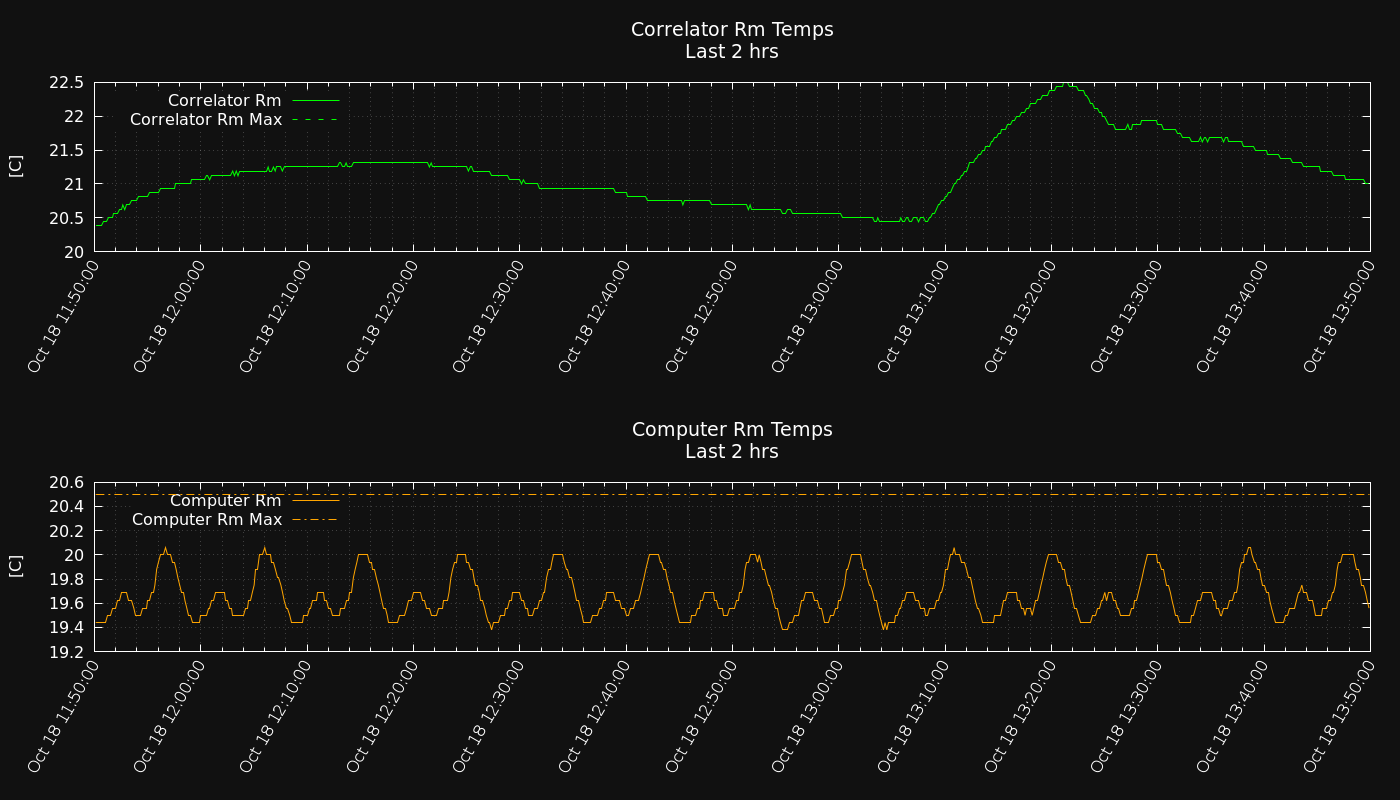 Correlator Rm Temps
Last 2 hrs
[C]
22.5
22
21.5
21
20.5
20
Correlator Rm
Correlator Rm Max
Oct 18 11:50:00
Oct 18 12:00:00
Oct 18 12:10:00
Oct 18 12:20:00
Oct 18 12:30:00
Oct 18 12:40:00
Oct 18 12:50:00
Oct 18 13:00:00
Oct 18 13:10:00
Oct 18 13:20:00
Oct 18 13:30:00
Oct 18 13:40:00
Oct 18 13:50:00
Computer Rm Temps
Last 2 hrs
[C]
20.6
20.4
20.2
20
19.8
19.6
19.4
19.2
Computer Rm
Computer Rm Max
Oct 18 11:50:00
Oct 18 12:00:00
Oct 18 12:10:00
Oct 18 12:20:00
Oct 18 12:30:00
Oct 18 12:40:00
Oct 18 12:50:00
Oct 18 13:00:00
Oct 18 13:10:00
Oct 18 13:20:00
Oct 18 13:30:00
Oct 18 13:40:00
Oct 18 13:50:00